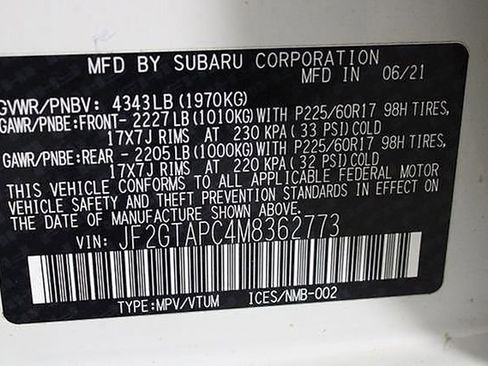 MFD BY SUBARU CORPORATION
MFD IN 06/21
GVWR/PNBV: 4343LB (1970KG)
GAWR/PNBE:FRONT- 2227LB (1010KG)WITH P225/60R17 98H TIRES,
17X7J RIMS AT 230 KPA ( 33 PSI)COLD
GAWR/PNBE:REAR - 2205LB (1000KG)WITH P225/60R17 98H TIRES,
17X7J RIMS AT 220 KPA ( 32 PSI)COLD
THIS VEHICLE CONFORMS TO ALL APPLICABLE FEDERAL MOTOR
VEHICLE SAFETY AND THEFT PREVENTION STANDARDS IN EFFECT ON
THE DATE OF MANUFACTURE SHOWN ABOVE.
VIN: JF2GTAPC4M8362773
TYPE:MPV/VTUM ICES/NMB-002